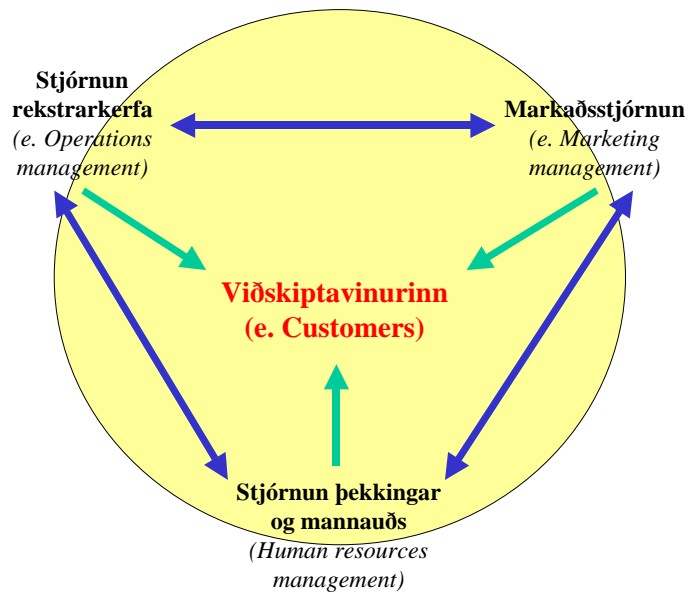 Stjórnun
rekstrarkerfa
(e. Operations
management)
Markaðsstjórnun
(e. Marketing
management)
Viðskiptavinurinn
(e. Customers)
Stjórnun þekkingar
og mannauðs
(Human resources
management)